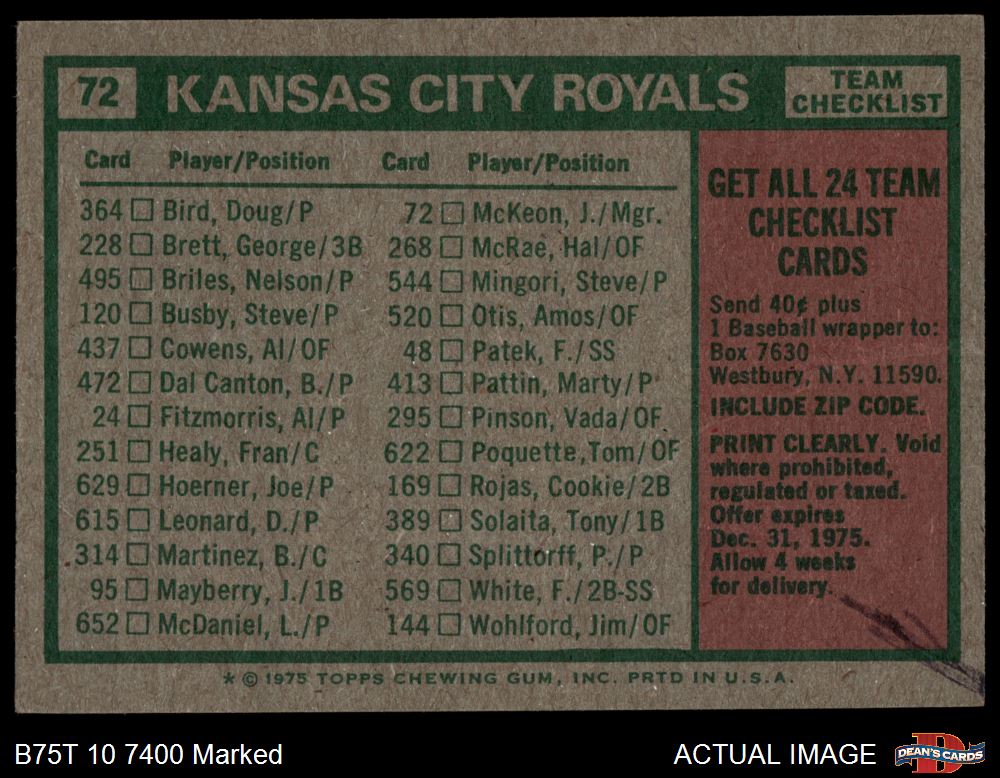 72 KANSAS CITY ROYALS TEAM CHECKLIST
Card Player/Position
364 Bird, Doug/P
228 Brett, George/3B
495 Briles, Nelson/P
120 Busby, Steve/P
437 Cowens, Al/OF
472 Dal Canton, B./P
24 Fitzmorris, Al/P
251 Healy, Fran/C
629 Hoerner, Joe/P
615 Leonard, D./P
314 Martinez, B./C
95 Mayberry, J./1B
652 McDaniel, L./P
Card Player/Position
72 McKeon, J./Mgr.
268 McRae, Hal/OF
544 Mingori, Steve/P
520 Otis, Amos/OF
48 Patek, F./SS
413 Pattin, Marty/P
295 Pinson, Vada/OF
622 Poquette,Tom/OF
169 Rojas, Cookie/2B
389 Solaita, Tony/1B
340 Splittorff, P./P
569 White, F./2B-SS
144 Wohlford, Jim/OF
GET ALL 24 TEAM
CHECKLIST
CARDS
Send 40¢ plus
1 Baseball wrapper to:
Box 7630
Westbury, N.Y. 11590.
INCLUDE ZIP CODE.
PRINT CLEARLY. Void
where prohibited,
regulated or taxed.
Offer expires
Dec. 31, 1975.
Allow 4 weeks
for delivery.
* © 1975 TOPPS CHEWING GUM, INC. PRTD IN U.S.A.
B75T 10 7400 Marked
ACTUAL IMAGE
DEAN'S CARDS